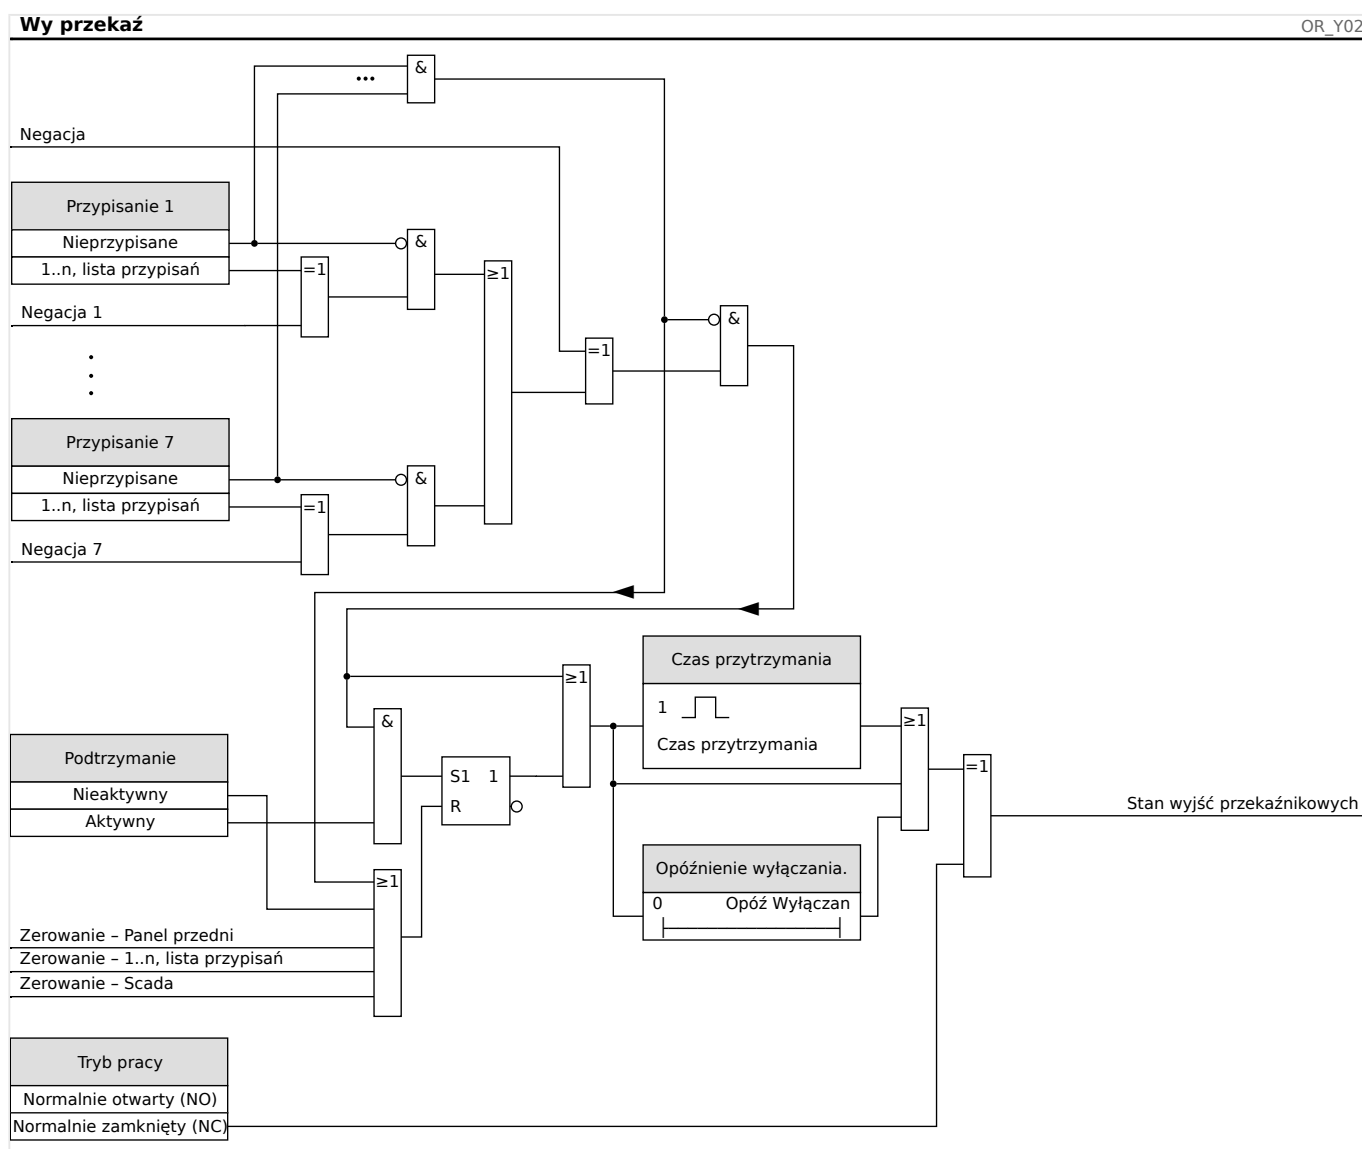 Wy przekaź
OR_Y02
&
•••
Negacja
Przypisanie 1
Nieprzypisane
&
1..n, lista przypisań
=1
≥1
Negacja 1
&
=1
Przypisanie 7
Nieprzypisane
&
1..n, lista przypisań
=1
Negacja 7
Czas przytrzymania
≥1
1
Czas przytrzymania
≥1
&
Podtrzymanie
Nieaktywny
Aktywny
S1 1
R
=1
Stan wyjść przekaźnikowych
Opóźnienie wyłączania.
0 Opóź Wyłączan
≥1
Zerowanie – Panel przedni
Zerowanie – 1..n, lista przypisań
Zerowanie – Scada
Tryb pracy
Normalnie otwarty (NO)
Normalnie zamknięty (NC)